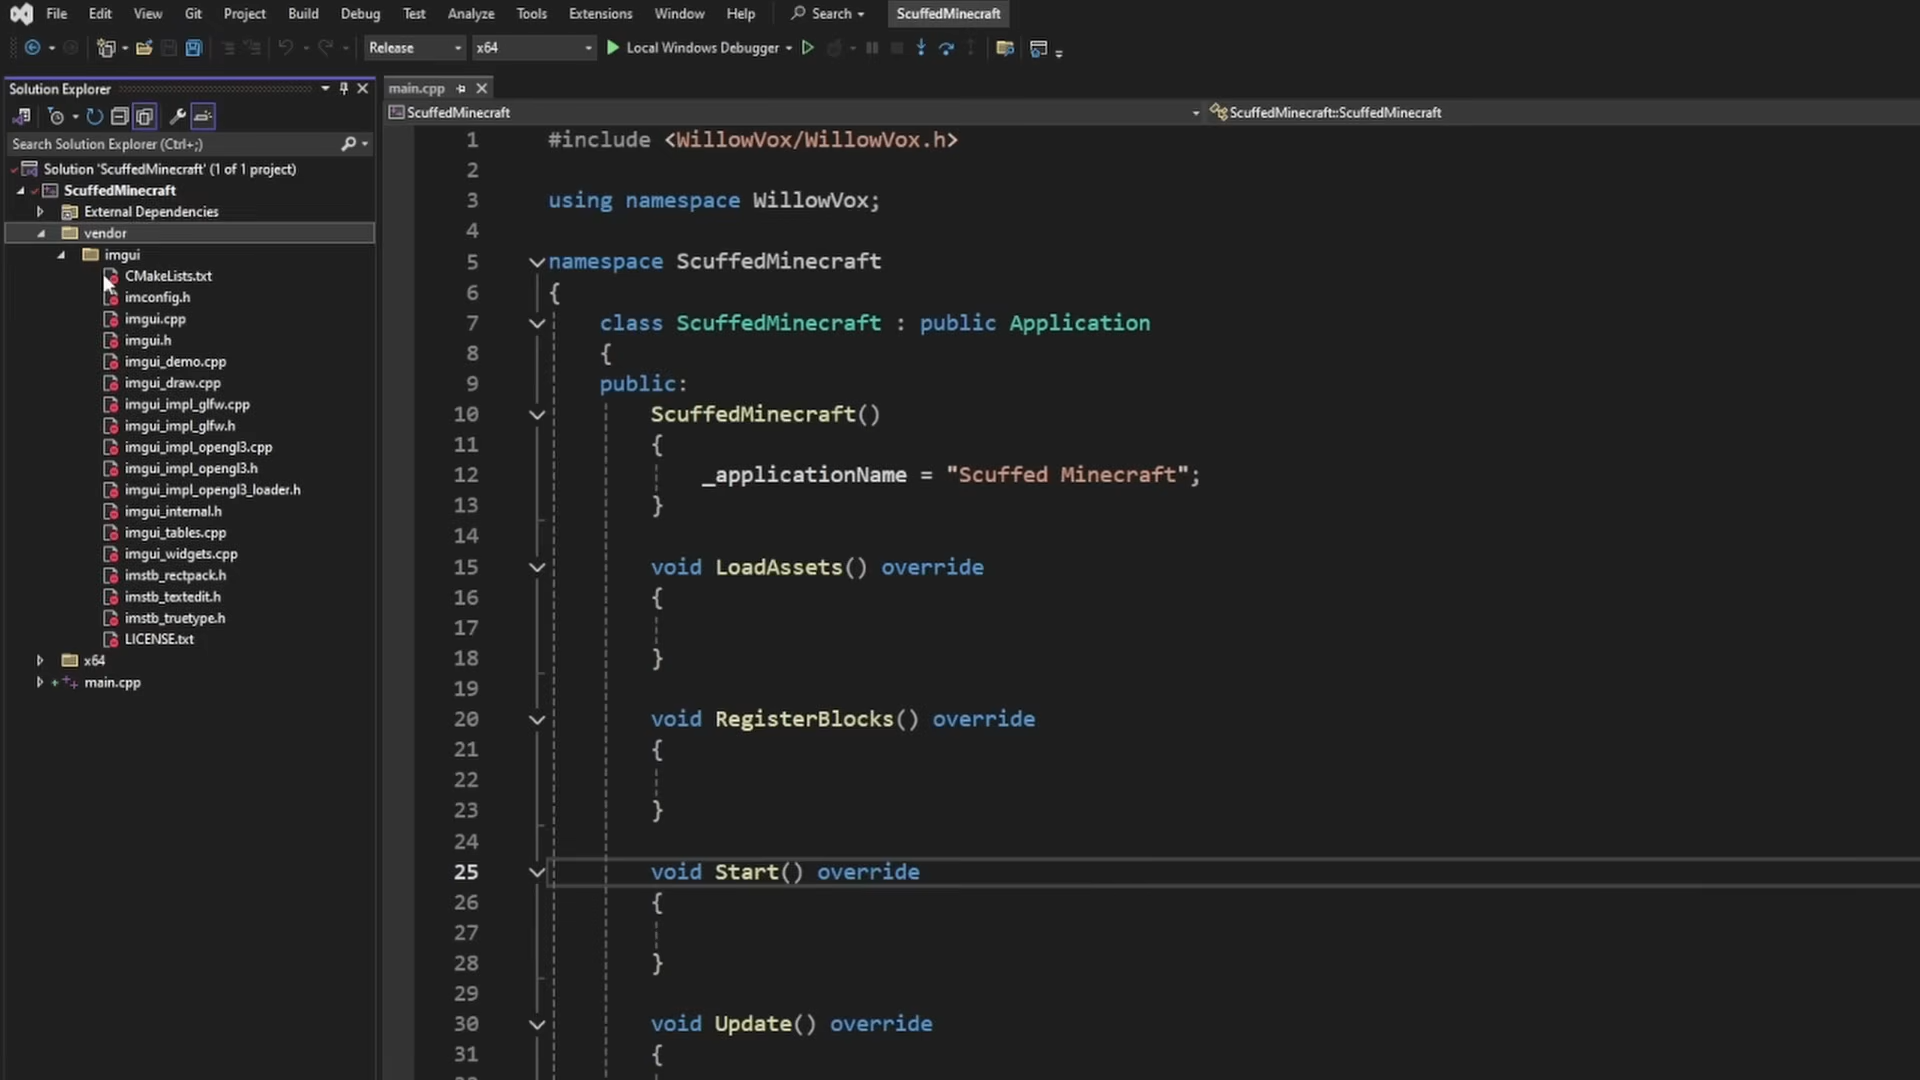 File Edit View Git Project Build Debug Test Analyze Tools Extensions Window Help Search ScuffedMinecraft
Release x64 Local Windows Debugger
Solution Explorer
Search Solution Explorer (Ctrl+;)
Solution 'ScuffedMinecraft' (1 of 1 project)
ScuffedMinecraft
External Dependencies
vendor
imgui
CMakeLists.txt
imconfig.h
imgui.cpp
imgui.h
imgui_demo.cpp
imgui_draw.cpp
imgui_impl_glfw.cpp
imgui_impl_glfw.h
imgui_impl_opengl3.cpp
imgui_impl_opengl3.h
imgui_impl_opengl3_loader.h
imgui_internal.h
imgui_tables.cpp
imgui_widgets.cpp
imstb_rectpack.h
imstb_textedit.h
imstb_truetype.h
LICENSE.txt
x64
main.cpp
main.cpp
ScuffedMinecraft ScuffedMinecraft::ScuffedMinecraft
1 #include <WillowVox/WillowVox.h>
2
3 using namespace WillowVox;
4
5 namespace ScuffedMinecraft
6 {
7 class ScuffedMinecraft : public Application
8 {
9 public:
10 ScuffedMinecraft()
11 {
12 _applicationName = "Scuffed Minecraft";
13 }
14
15 void LoadAssets() override
16 {
17
18 }
19
20 void RegisterBlocks() override
21 {
22
23 }
24
25 void Start() override
26 {
27
28 }
29
30 void Update() override
31 {